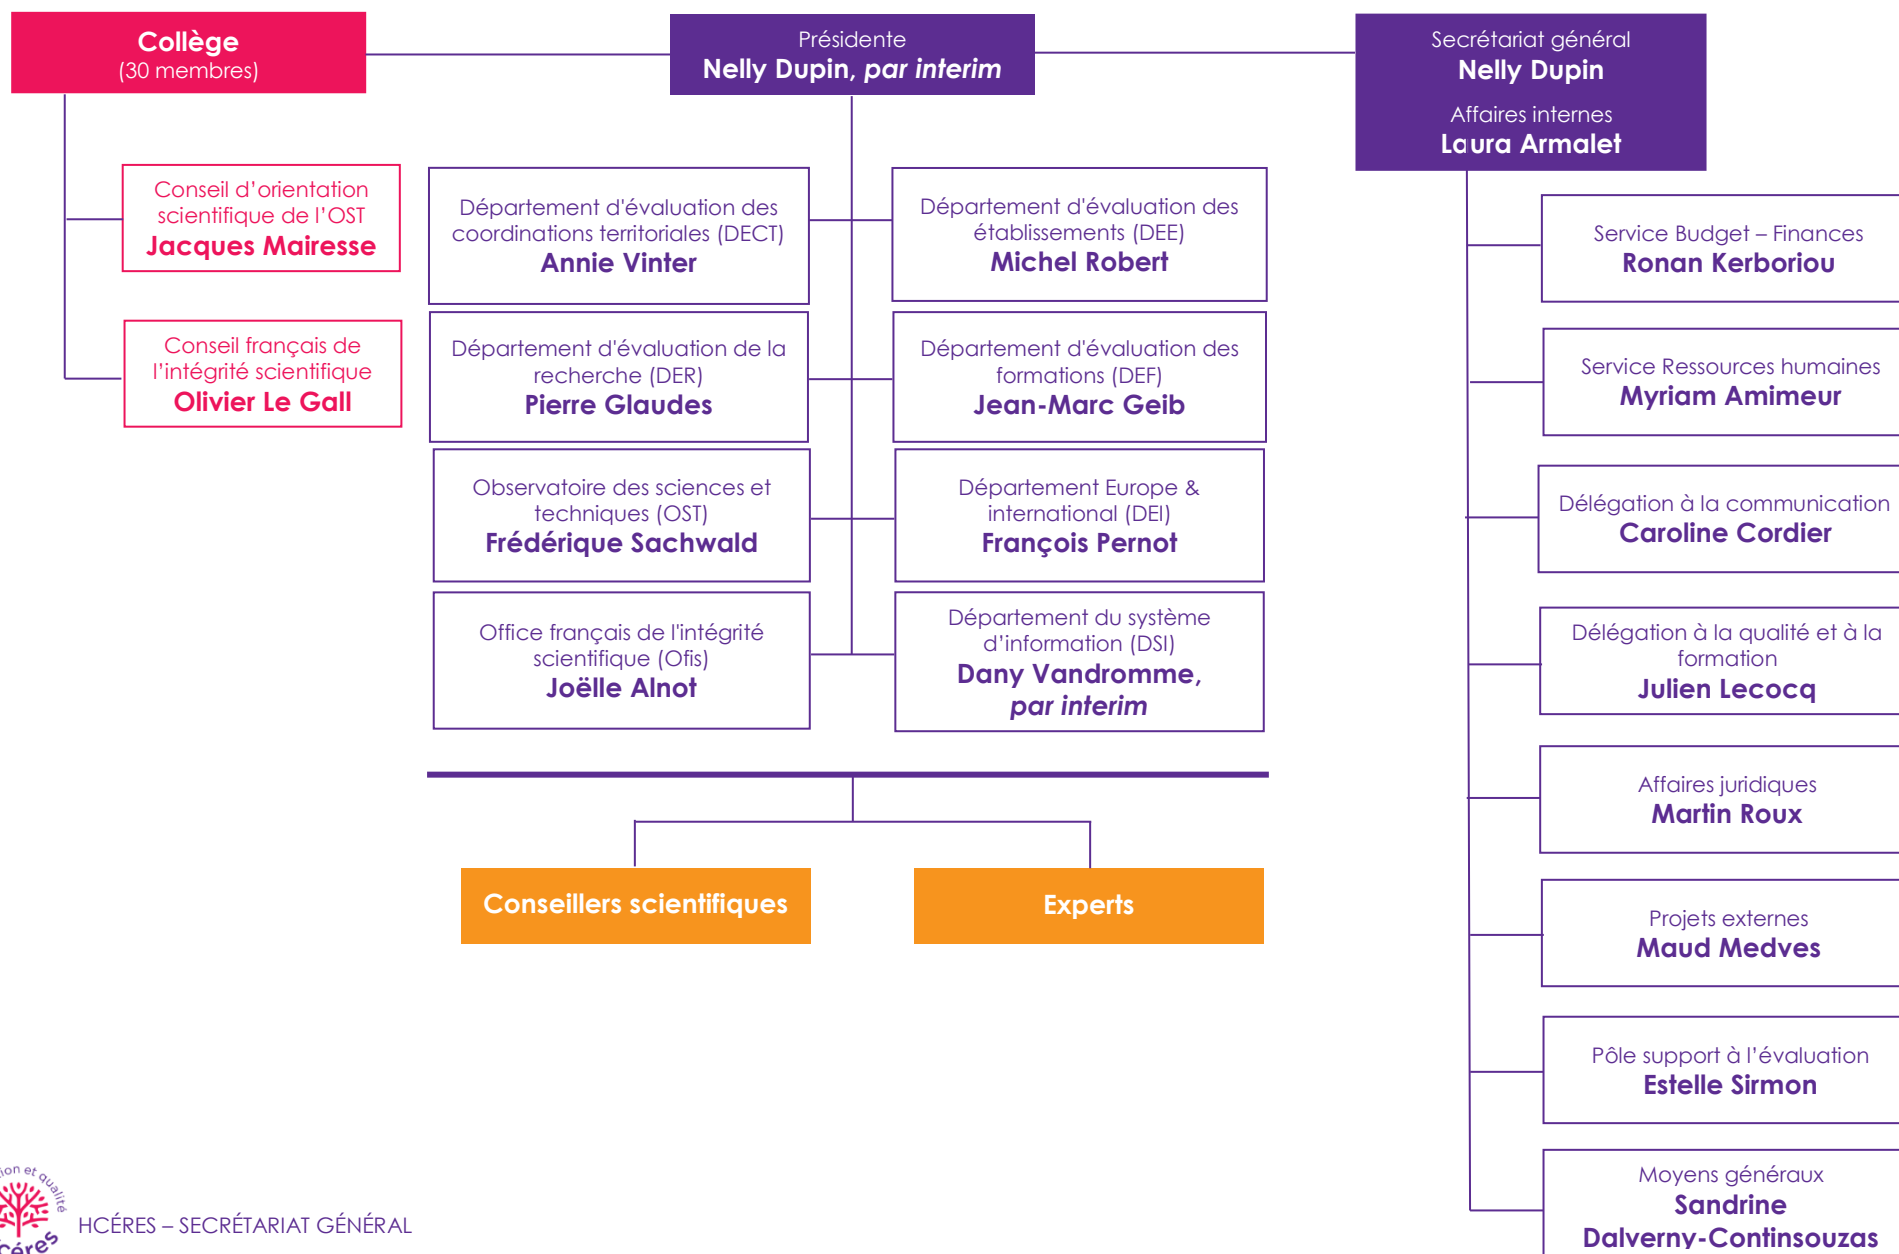 Collège
(30 membres)
Présidente
Nelly Dupin, par interim
Secrétariat général
Nelly Dupin
Affaires internes
Laura Armalet
Conseil d'orientation
scientifique de l'OST
Jacques Mairesse
Conseil français de
l'intégrité scientifique
Olivier Le Gall
Département d'évaluation des
coordinations territoriales (DECT)
Annie Vinter
Département d'évaluation des
établissements (DEE)
Michel Robert
Département d'évaluation de la
recherche (DER)
Pierre Glaudes
Département d'évaluation des
formations (DEF)
Jean-Marc Geib
Observatoire des sciences et
techniques (OST)
Frédérique Sachwald
Département Europe &
international (DEI)
François Pernot
Office français de l'intégrité
scientifique (Ofis)
Joëlle Alnot
Département du système
d'information (DSI)
Dany Vandromme,
par interim
Conseillers scientifiques
Experts
Service Budget – Finances
Ronan Kerboriou
Service Ressources humaines
Myriam Amimeur
Délégation à la communication
Caroline Cordier
Délégation à la qualité et à la
formation
Julien Lecocq
Affaires juridiques
Martin Roux
Projets externes
Maud Medves
Pôle support à l'évaluation
Estelle Sirmon
Moyens généraux
Sandrine
Dalverny-Continsouzas
et qualité
HCÉRES – SECRÉTARIAT GÉNÉRAL